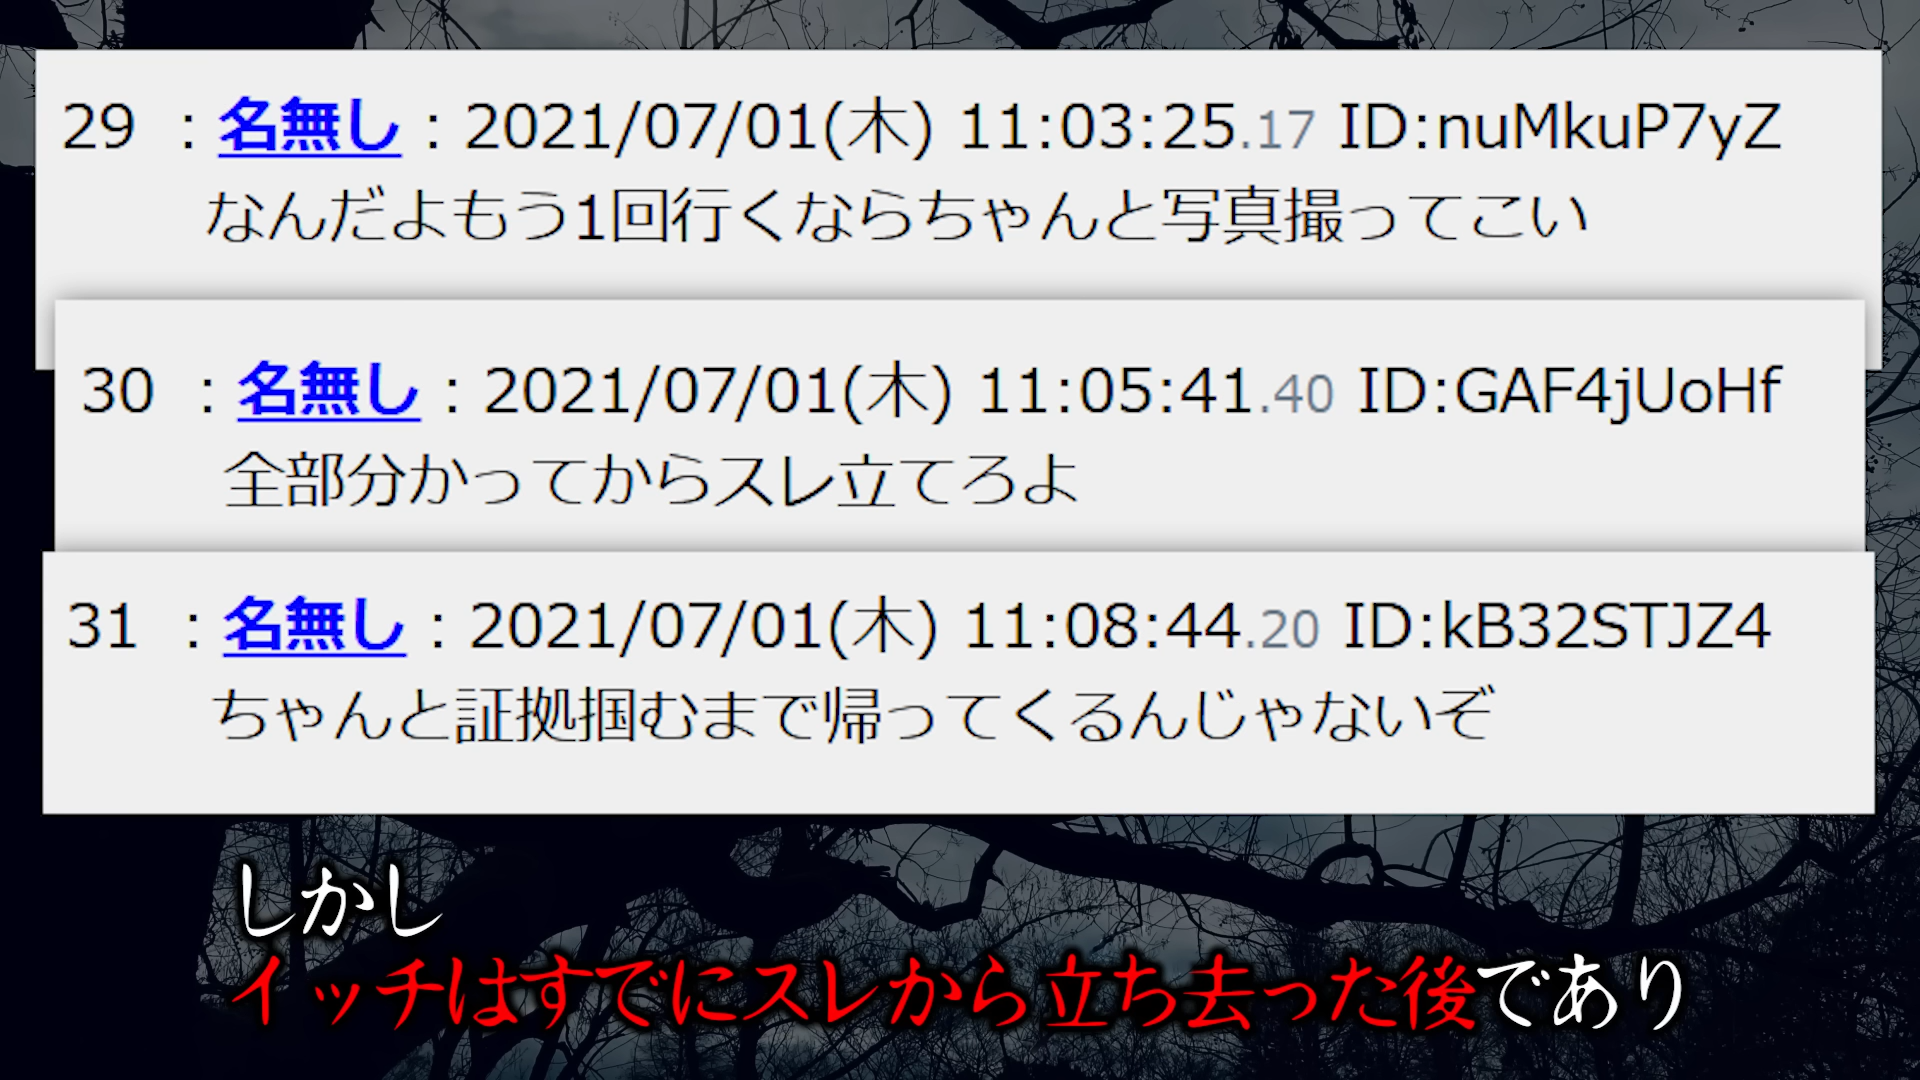 29 ：名無し：2021/07/01(木) 11:03:25.17 ID:nuMkuP7yZ
なんだよもう1回行くならちゃんと写真撮ってこい
30 ：名無し：2021/07/01(木) 11:05:41.40 ID:GAF4jUoHf
全部分かってからスレ立てろよ
31 ：名無し：2021/07/01(木) 11:08:44.20 ID:kB32STJZ4
ちゃんと証拠掴むまで帰ってくるんじゃないぞ
しかし
イッチはすでにスレから立ち去った後であり